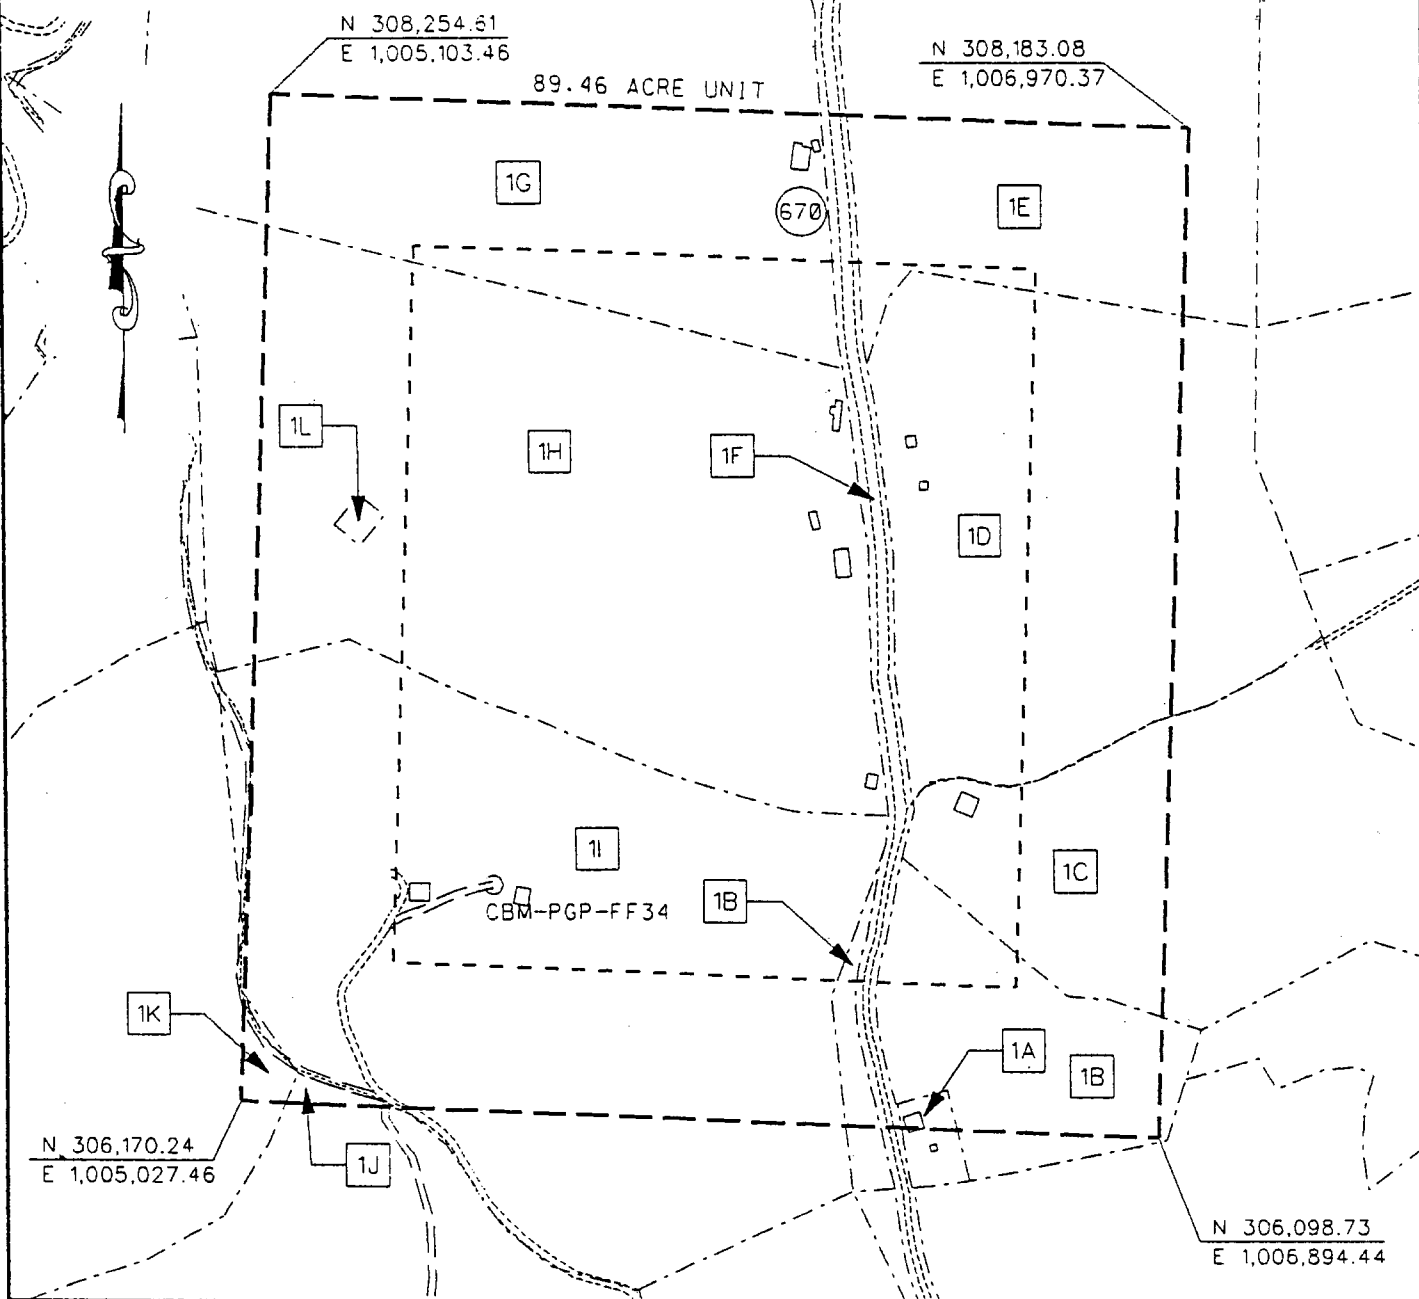 N 308,254.61
E 1,005,103.46
N 308,183.08
E 1,006,970.37
89.46 ACRE UNIT
1G
670
1E
1L
1H
1F
1D
1I
1C
1B
CBM-PGP-FF34
1K
1A
1B
N 306,170.24
E 1,005,027.46
1J
N 306,098.73
E 1,006,894.44